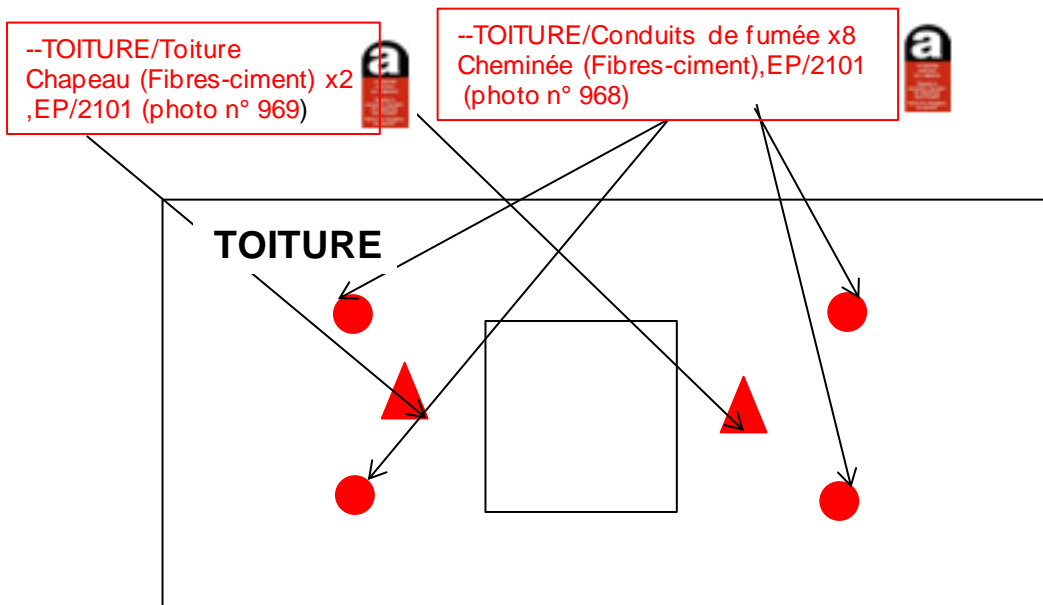 --TOITURE/Toiture
Chapeau (Fibres-ciment) x2
,EP/2101 (photo n° 969)
a
--TOITURE/Conduits de fumée x8
Cheminée (Fibres-ciment),EP/2101
(photo n° 968)
a
TOITURE